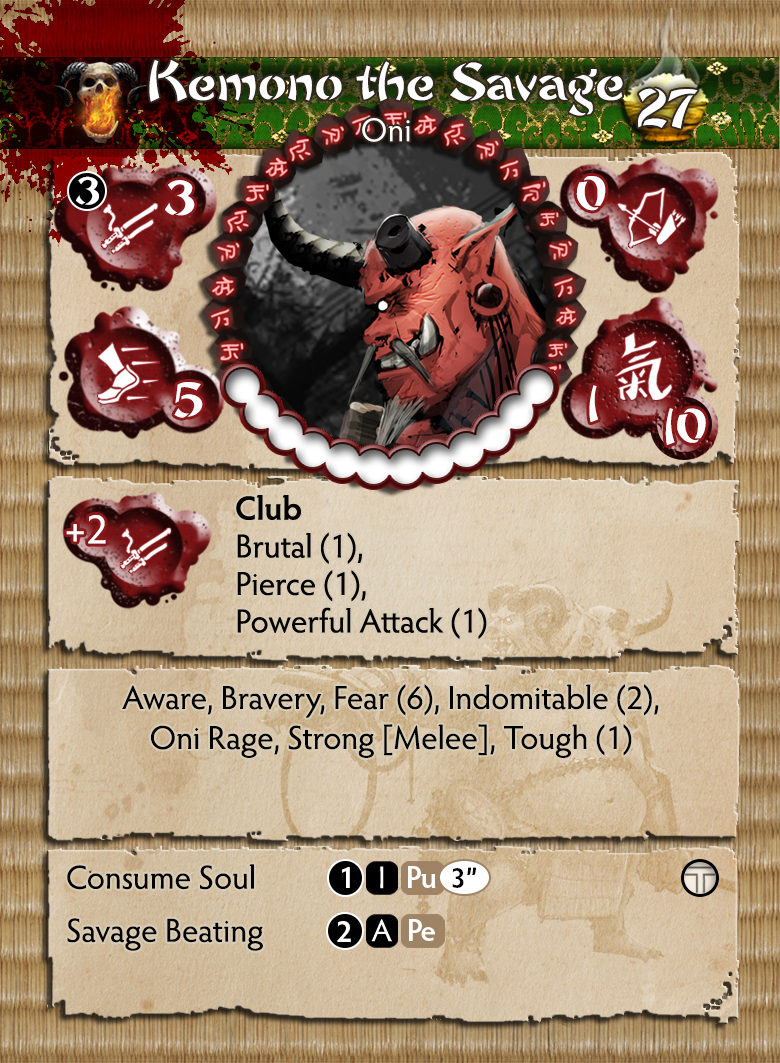 Kemono the Savage
27
Oni
3 3
0
5
氣
1 10
+2
Club
Brutal (1),
Pierce (1),
Powerful Attack (1)
Aware, Bravery, Fear (6), Indomitable (2),
Oni Rage, Strong [Melee], Tough (1)
Consume Soul 1 I Pu 3" T
Savage Beating 2 A Pe